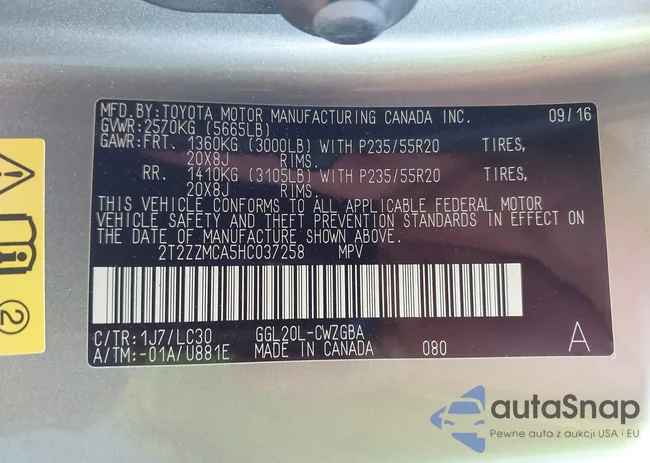 MFD. BY: TOYOTA MOTOR MANUFACTURING CANADA INC. 09/16
GVWR: 2570KG (5665LB)
GAWR: FRT. 1360KG (3000LB) WITH P235/55R20 TIRES,
20X8J RIMS.
RR. 1410KG (3105LB) WITH P235/55R20 TIRES,
20X8J RIMS.
THIS VEHICLE CONFORMS TO ALL APPLICABLE FEDERAL MOTOR
VEHICLE SAFETY AND THEFT PREVENTION STANDARDS IN EFFECT ON
THE DATE OF MANUFACTURE SHOWN ABOVE.
2T2ZZMCA5HC037258 MPV
C/TR: 1J7/LC30 GGL20L-CWZGBA A
A/TM: -01A/U881E MADE IN CANADA 080
2
autaSnap
Pewne auta z aukcji USA i EU